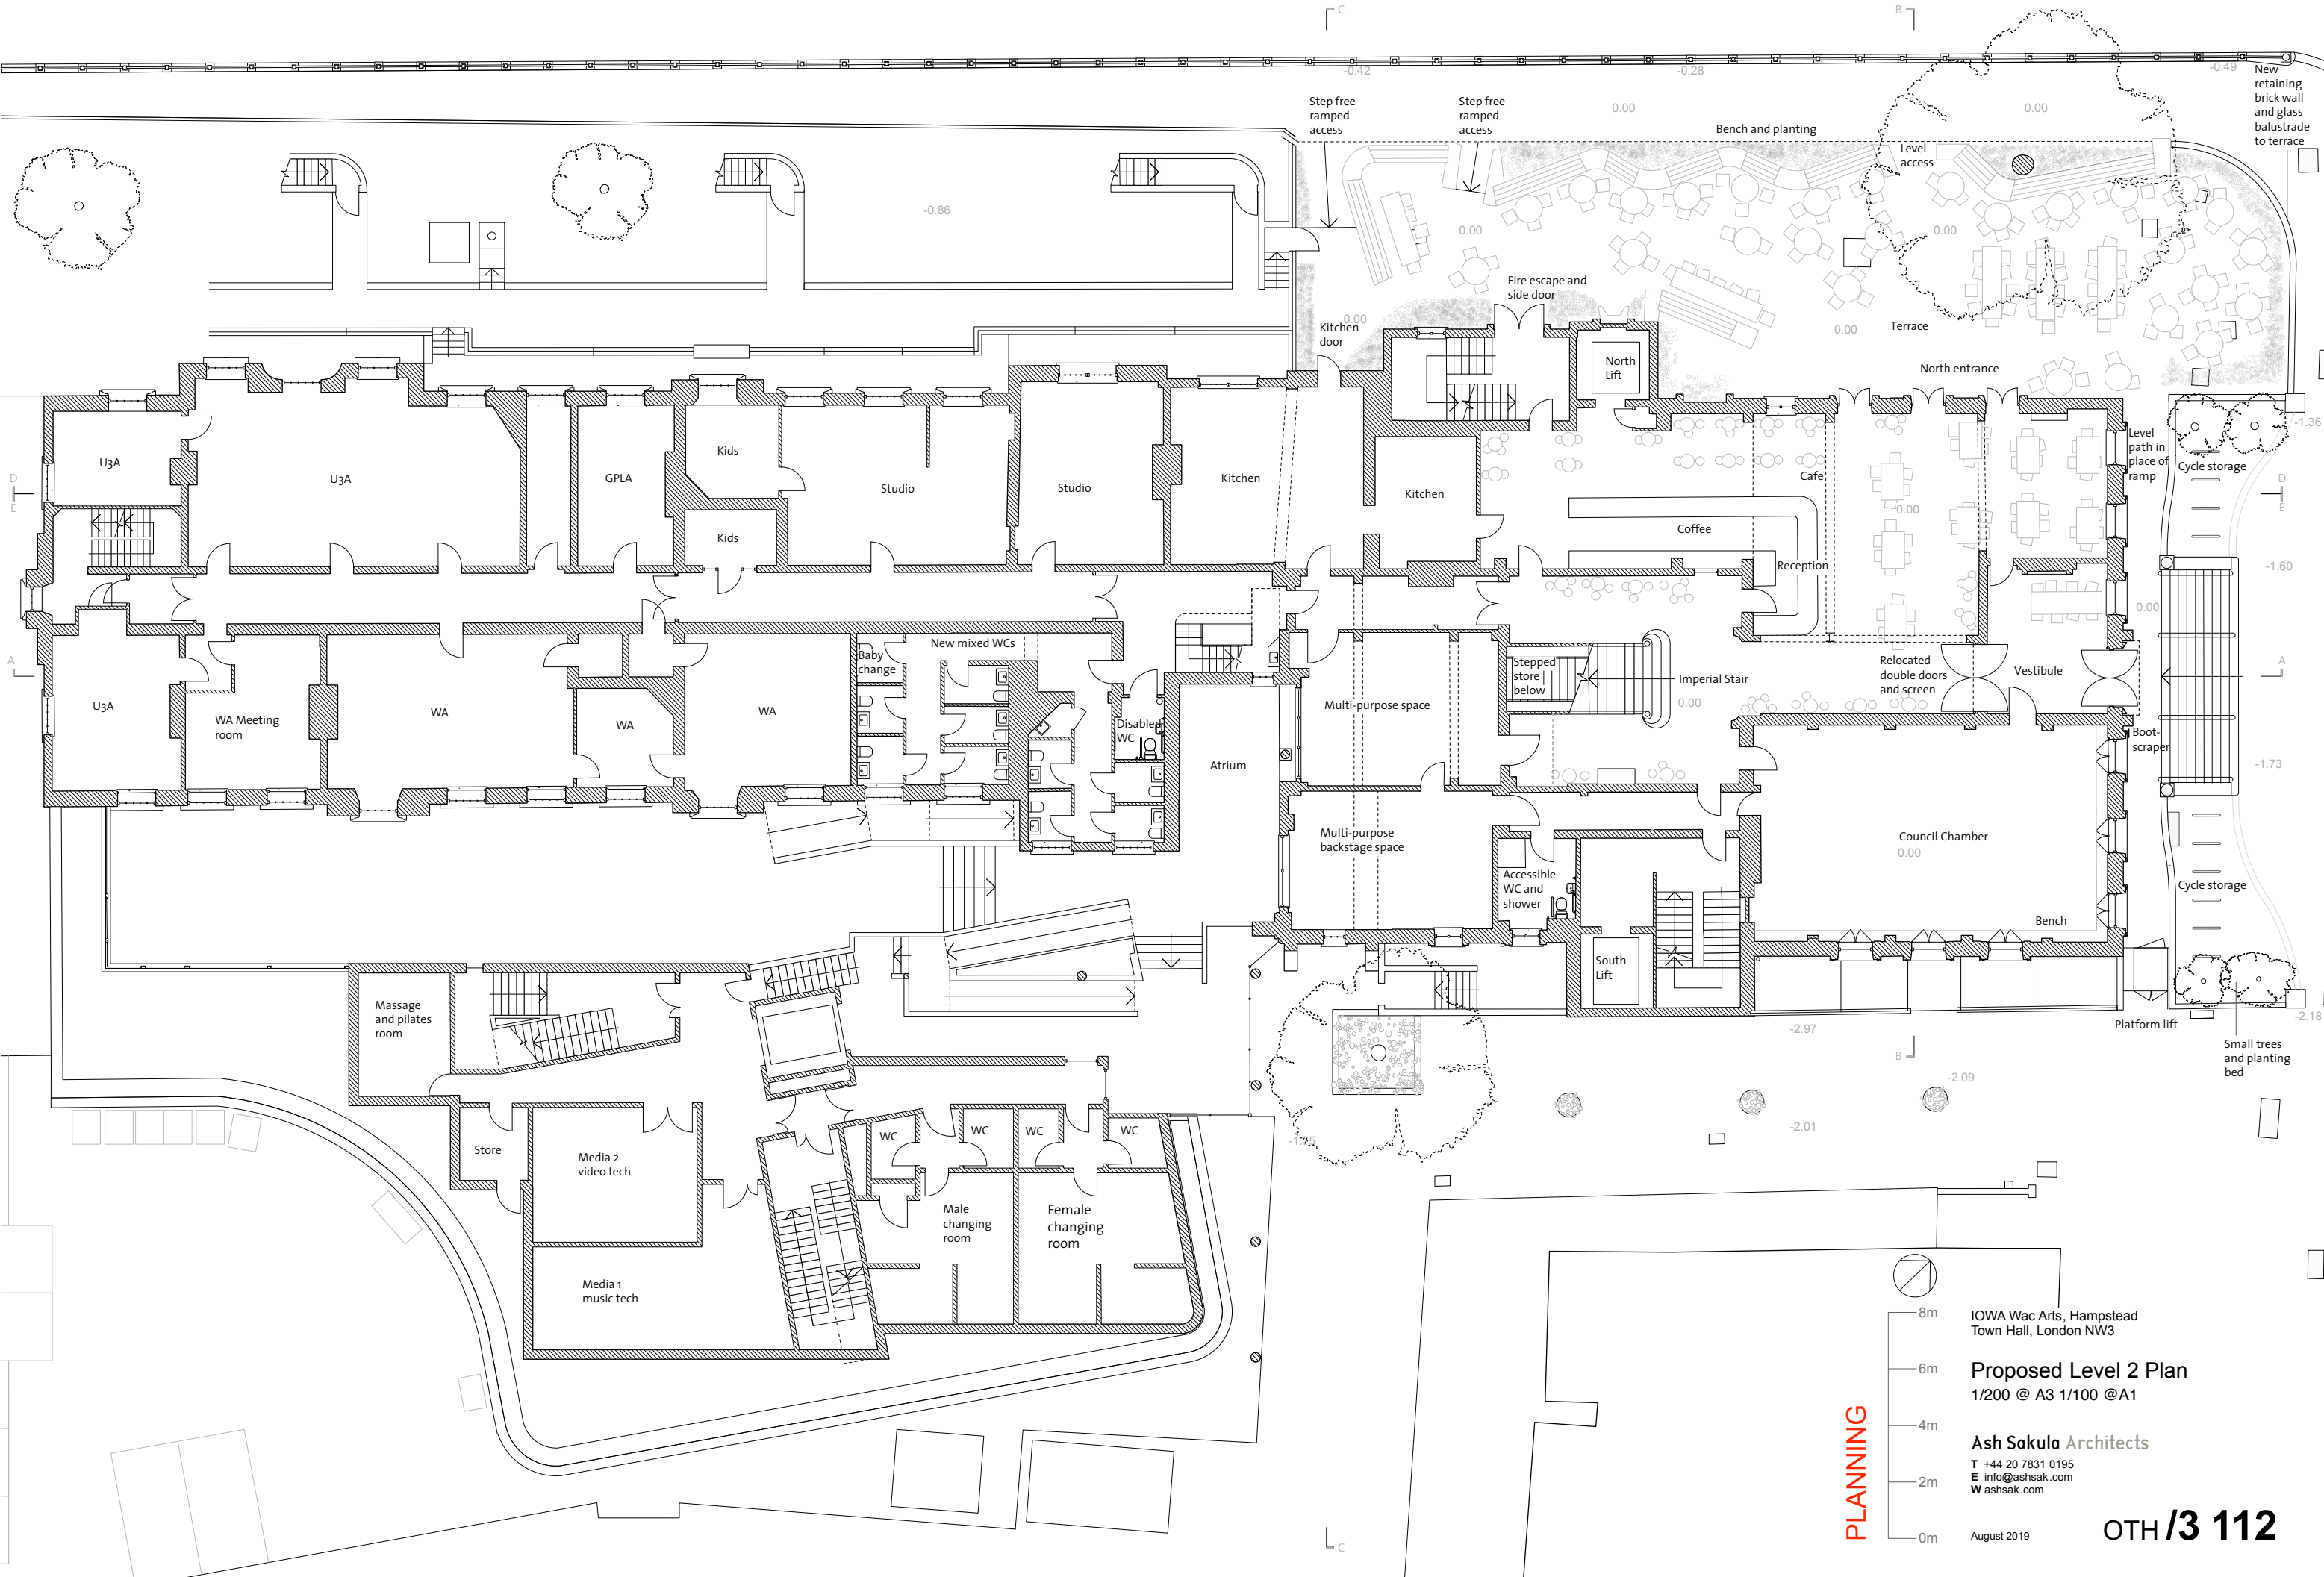 C
B
-0.42
-0.28
-0.49
New
retaining
brick wall
and glass
balustrade
to terrace
Step free
ramped
access
Step free
ramped
access
0.00
0.00
Bench and planting
Level
access
-0.86
0.00
0.00
Fire escape and
side door
0.00
Kitchen
door
0.00
Terrace
North
Lift
North entrance
-1.36
Level
path in
place of
ramp
Cycle storage
U3A
U3A
GPLA
Kids
Studio
Studio
Kitchen
Kitchen
Cafe
D
E
D
E
0.00
Coffee
Kids
Reception
-1.60
0.00
New mixed WCs
Baby
change
A
A
Stepped
store
below
Imperial Stair
0.00
Relocated
double doors
and screen
Vestibule
U3A
WA Meeting
room
WA
WA
WA
Disabled
WC
Multi-purpose space
Boot-
scraper
Atrium
-1.73
Multi-purpose
backstage space
Council Chamber
0.00
Accessible
WC and
shower
Cycle storage
Bench
South
Lift
Massage
and pilates
room
-2.97
Platform lift
-2.18
Small trees
and planting
bed
B
-2.09
-2.01
-1.75
Store
Media 2
video tech
WC
WC
WC
WC
Male
changing
room
Female
changing
room
Media 1
music tech
8m
6m
4m
2m
0m
PLANNING
IOWA Wac Arts, Hampstead
Town Hall, London NW3
Proposed Level 2 Plan
1/200 @ A3 1/100 @A1
Ash Sakula Architects
T +44 20 7831 0195
E info@ashsak.com
W ashsak.com
August 2019
OTH /3 112
C